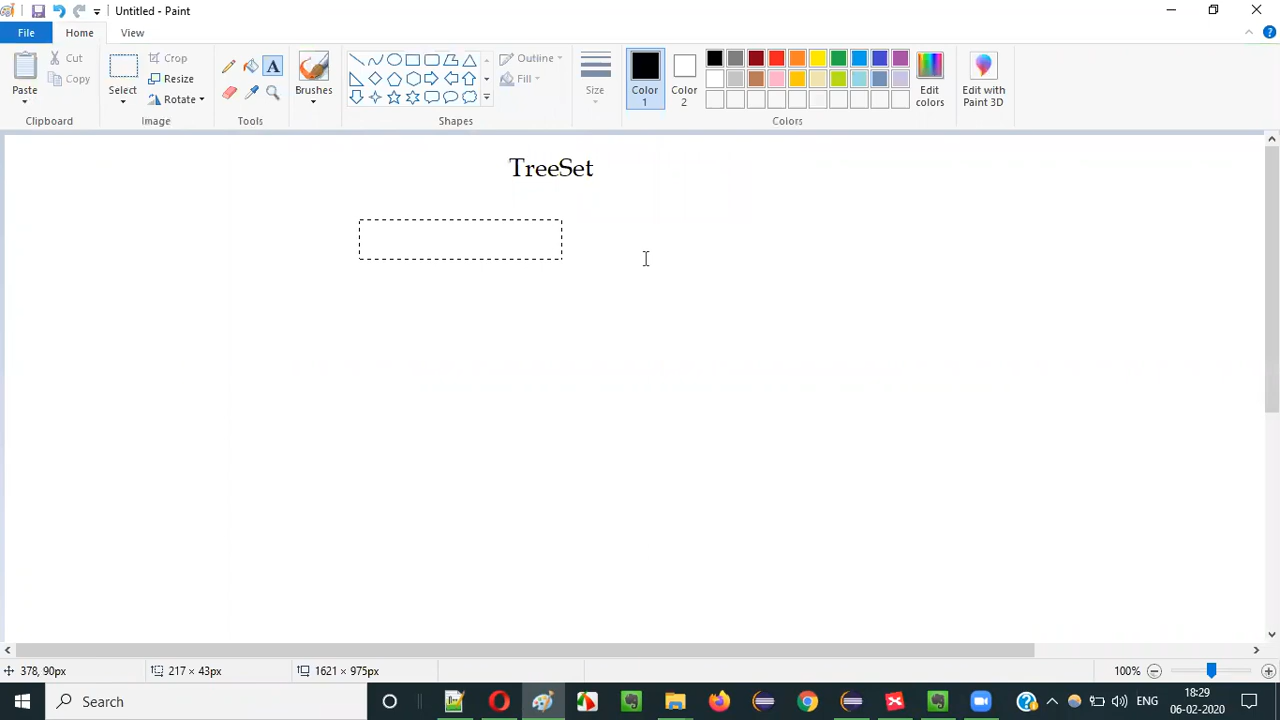 Untitled - Paint
File
Home
View
Cut
Copy
Paste
Clipboard
Crop
Resize
Rotate
Select
Image
A
Tools
Brushes
Outline
Fill
Shapes
Size
Color
1
Color
2
Edit
colors
Edit with
Paint 3D
Colors
TreeSet
378, 90px
217 × 43px
1621 × 975px
100%
Search
ENG
18:29
06-02-2020